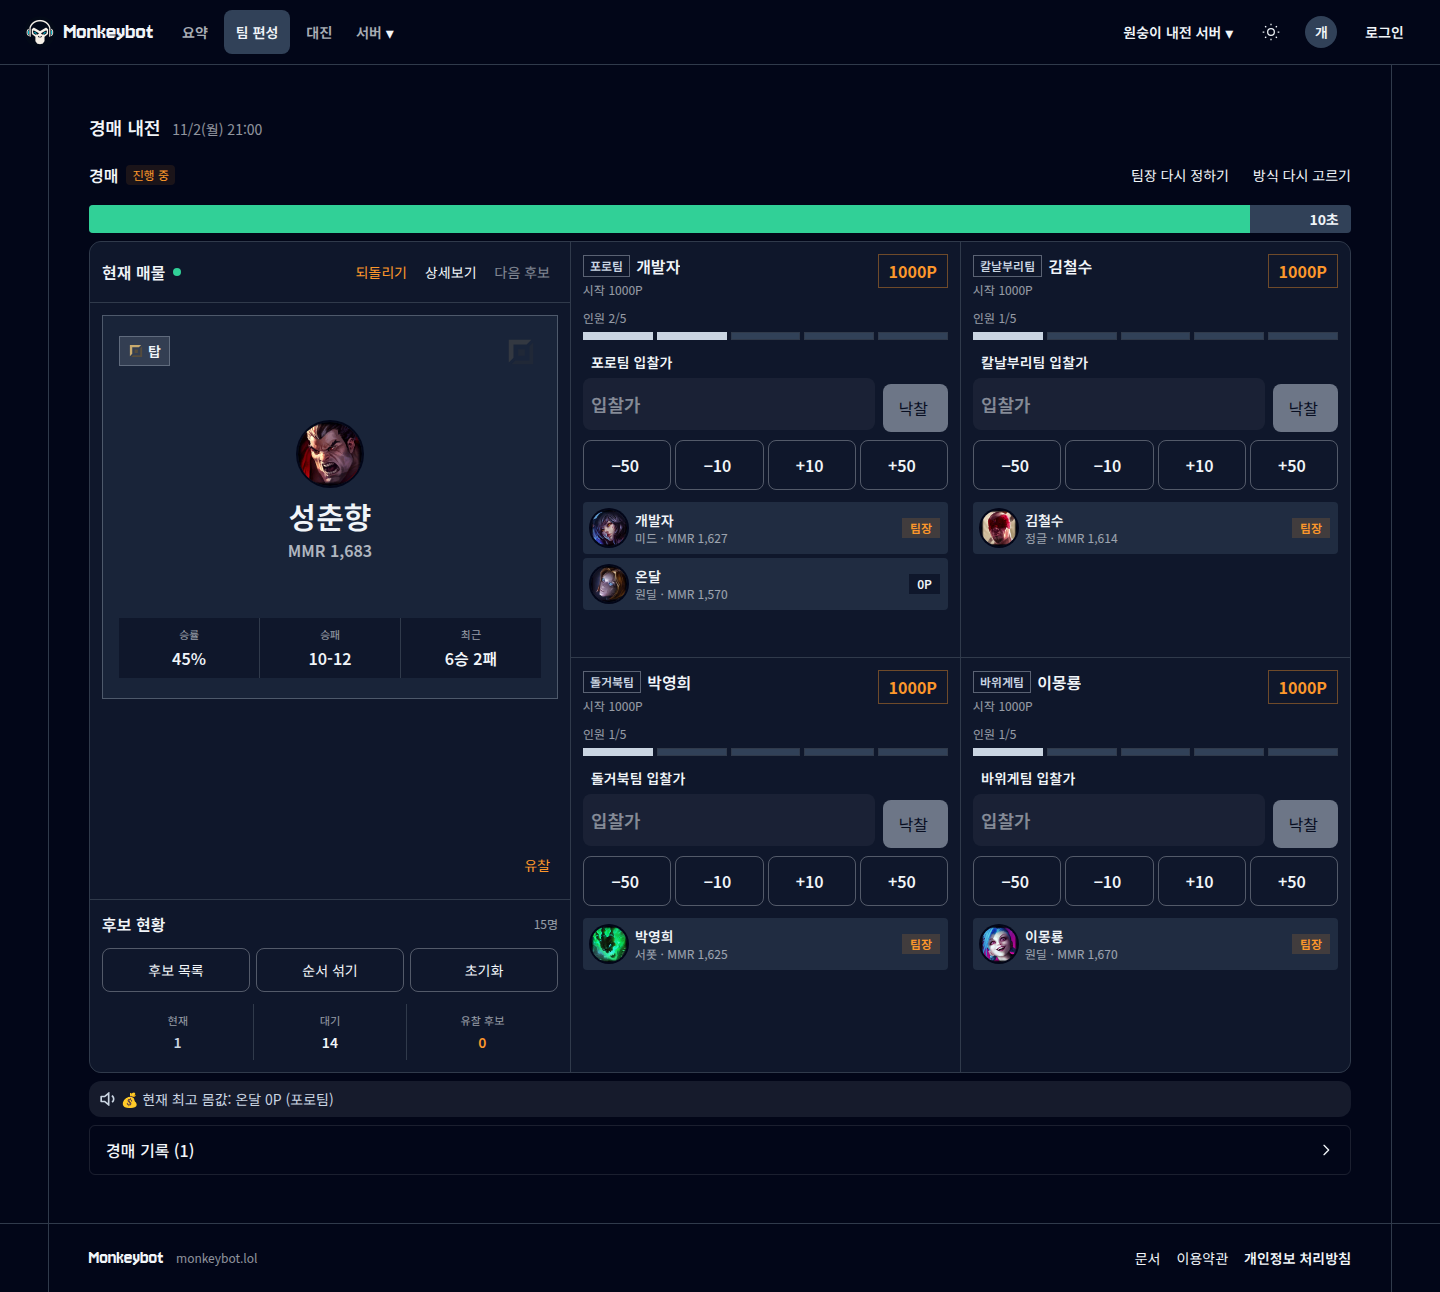 Monkeybot 요약 팀 편성 대진 서버 ▾ 원숭이 내전 서버 ▾ 개 로그인
경매 내전 11/2(월) 21:00
경매 진행 중 팀장 다시 정하기 방식 다시 고르기
10초
현재 매물 되돌리기 상세보기 다음 후보
탑
성춘향
MMR 1,683
승률 승패 최근
45% 10-12 6승 2패
유찰
후보 현황 15명
후보 목록 순서 섞기 초기화
현재 대기 유찰 후보
1 14 0
포로팀 개발자 1000P
시작 1000P
인원 2/5
포로팀 입찰가
입찰가 낙찰
−50 −10 +10 +50
개발자
미드 · MMR 1,627
팀장
온달
원딜 · MMR 1,570
0P
칼날부리팀 김철수 1000P
시작 1000P
인원 1/5
칼날부리팀 입찰가
입찰가 낙찰
−50 −10 +10 +50
김철수
정글 · MMR 1,614
팀장
돌거북팀 박영희 1000P
시작 1000P
인원 1/5
돌거북팀 입찰가
입찰가 낙찰
−50 −10 +10 +50
박영희
서폿 · MMR 1,625
팀장
바위게팀 이몽룡 1000P
시작 1000P
인원 1/5
바위게팀 입찰가
입찰가 낙찰
−50 −10 +10 +50
이몽룡
원딜 · MMR 1,670
팀장
💰 현재 최고 몸값: 온달 0P (포로팀)
경매 기록 (1)
Monkeybot monkeybot.lol 문서 이용약관 개인정보 처리방침